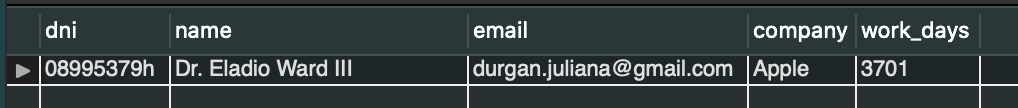 dni name email company work_days
08995379h Dr. Eladio Ward III durgan.juliana@gmail.com Apple 3701